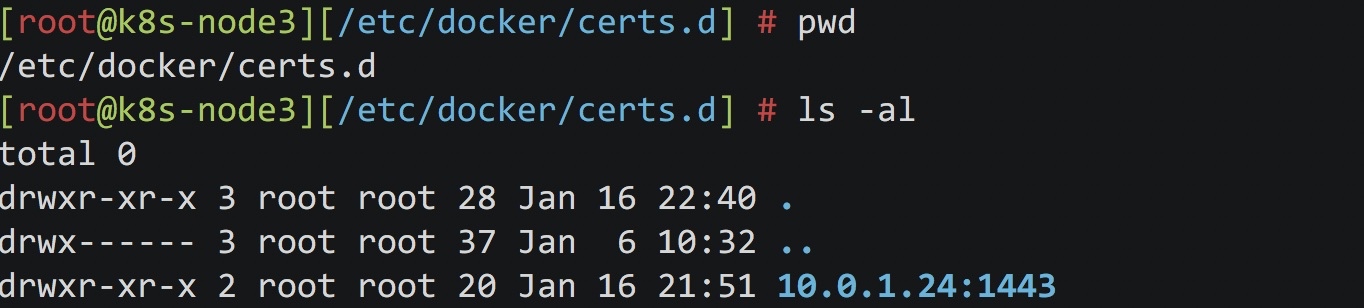 [root@k8s-node3][/etc/docker/certs.d] # pwd
/etc/docker/certs.d
[root@k8s-node3][/etc/docker/certs.d] # ls -al
total 0
drwxr-xr-x 3 root root 28 Jan 16 22:40 .
drwx------ 3 root root 37 Jan  6 10:32 ..
drwxr-xr-x 2 root root 20 Jan 16 21:51 10.0.1.24:1443